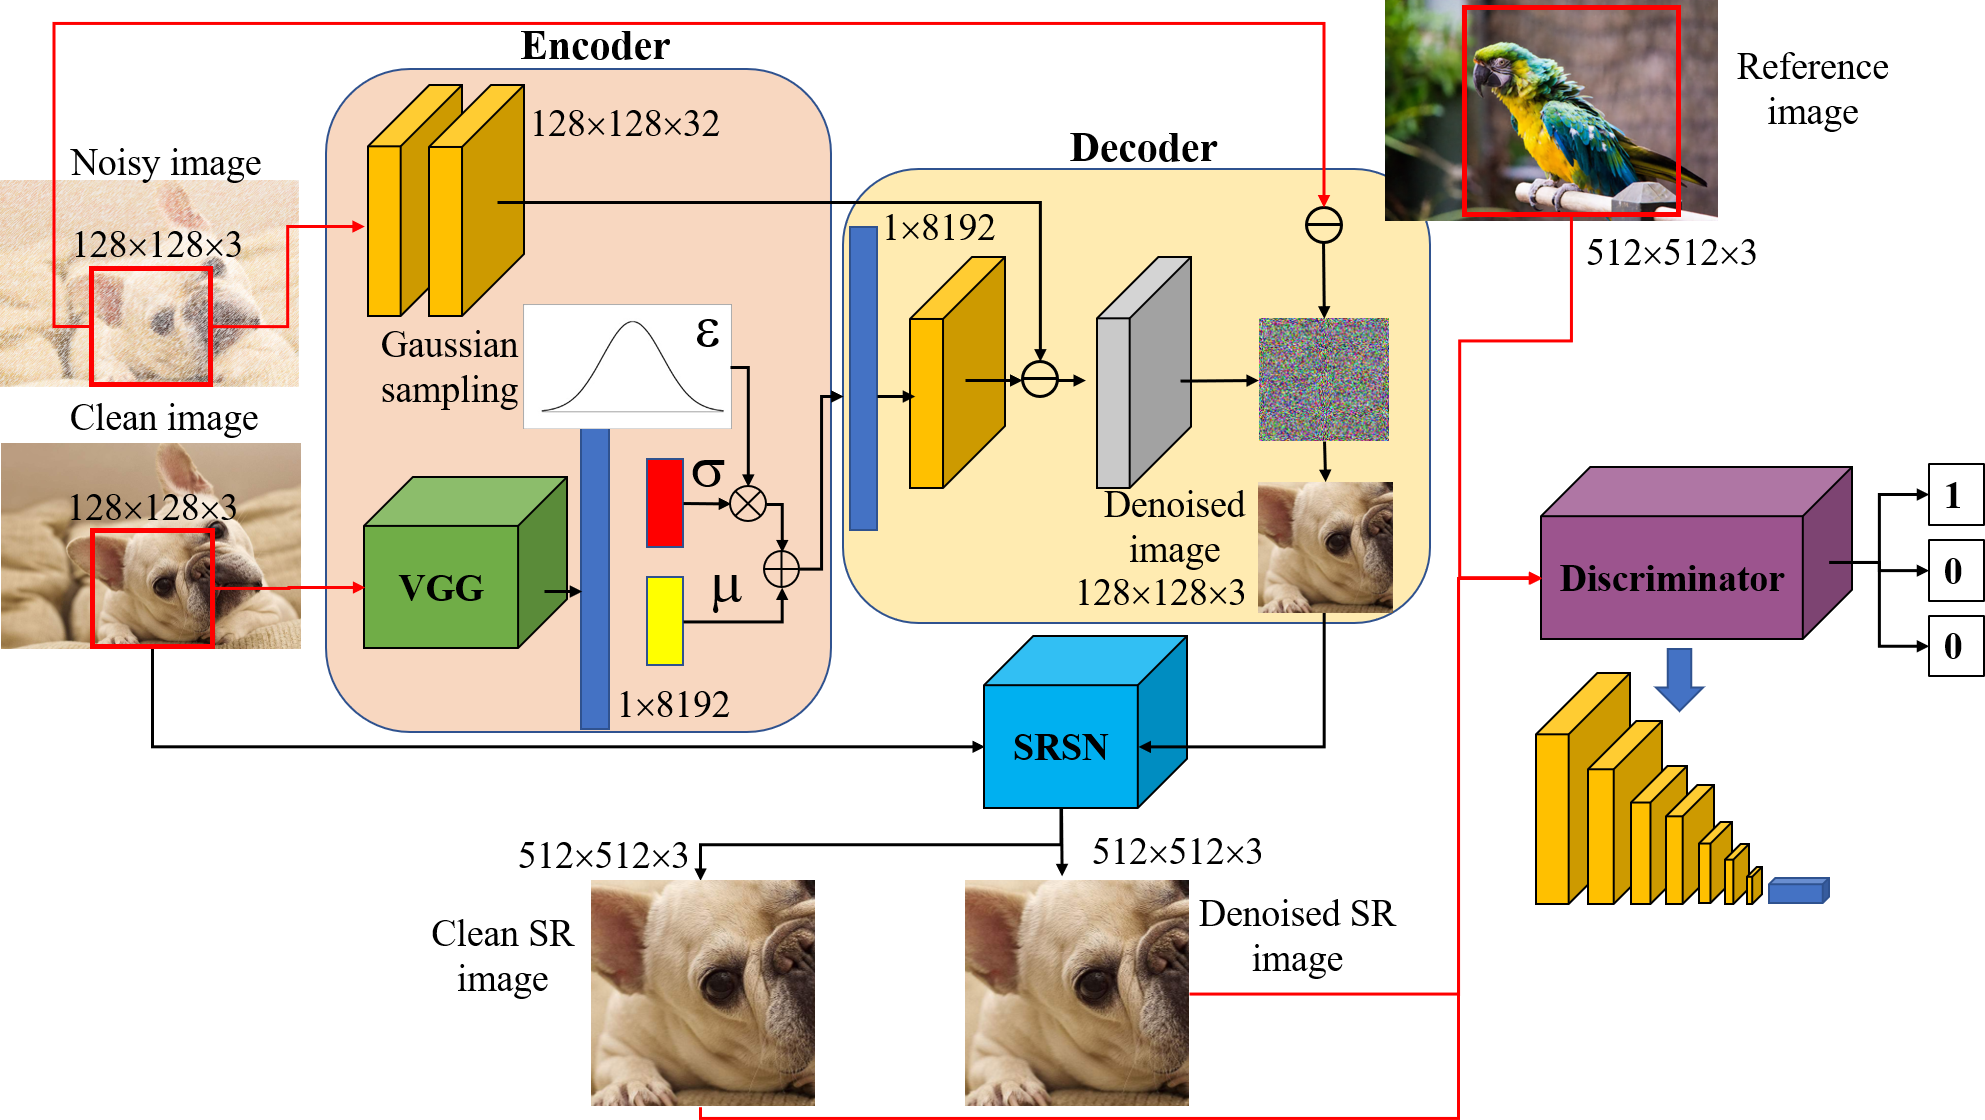 Encoder
128×128×32
Noisy image
128×128×3
Gaussian
sampling
ε
Clean image
128×128×3
VGG
σ
μ
1×8192
Decoder
1×8192
Denoised
image
128×128×3
Reference
image
512×512×3
SRSN
Discriminator
1
0
0
512×512×3
512×512×3
Clean SR
image
Denoised SR
image